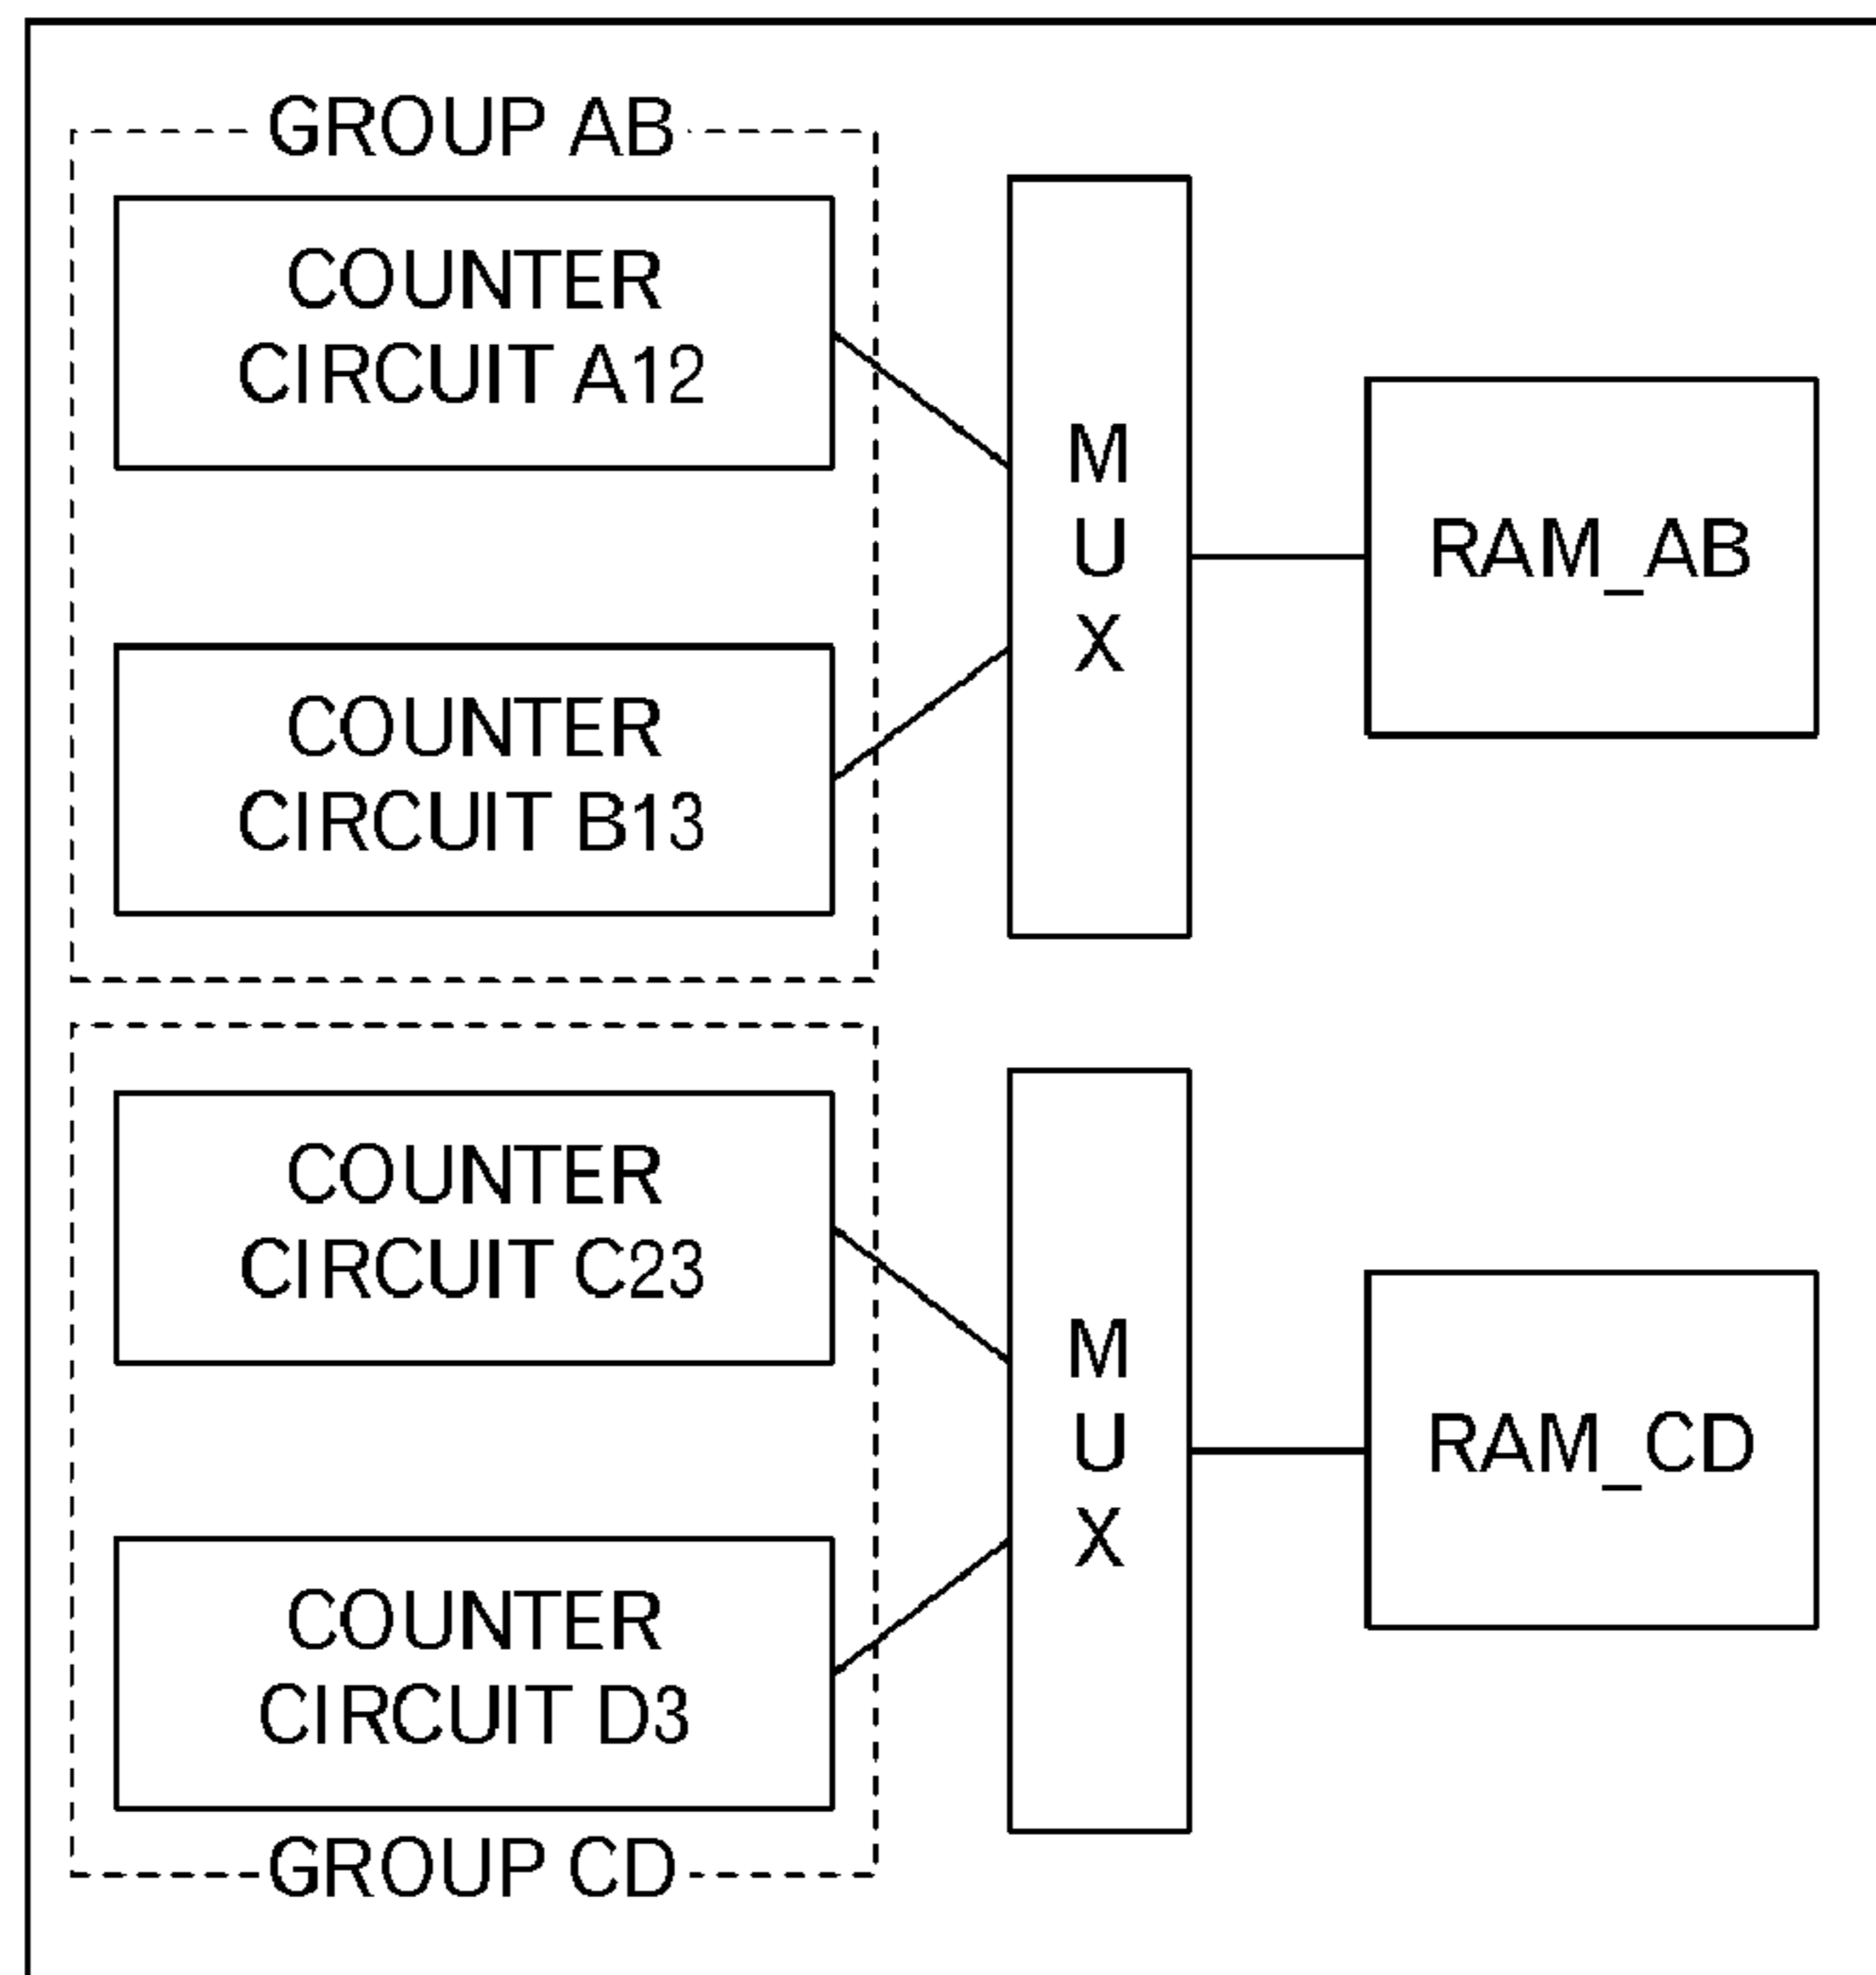 GROUP AB
COUNTER
CIRCUIT A12
COUNTER
CIRCUIT B13
M
U
X
RAM_AB
COUNTER
CIRCUIT C23
COUNTER
CIRCUIT D3
GROUP CD
M
U
X
RAM_CD